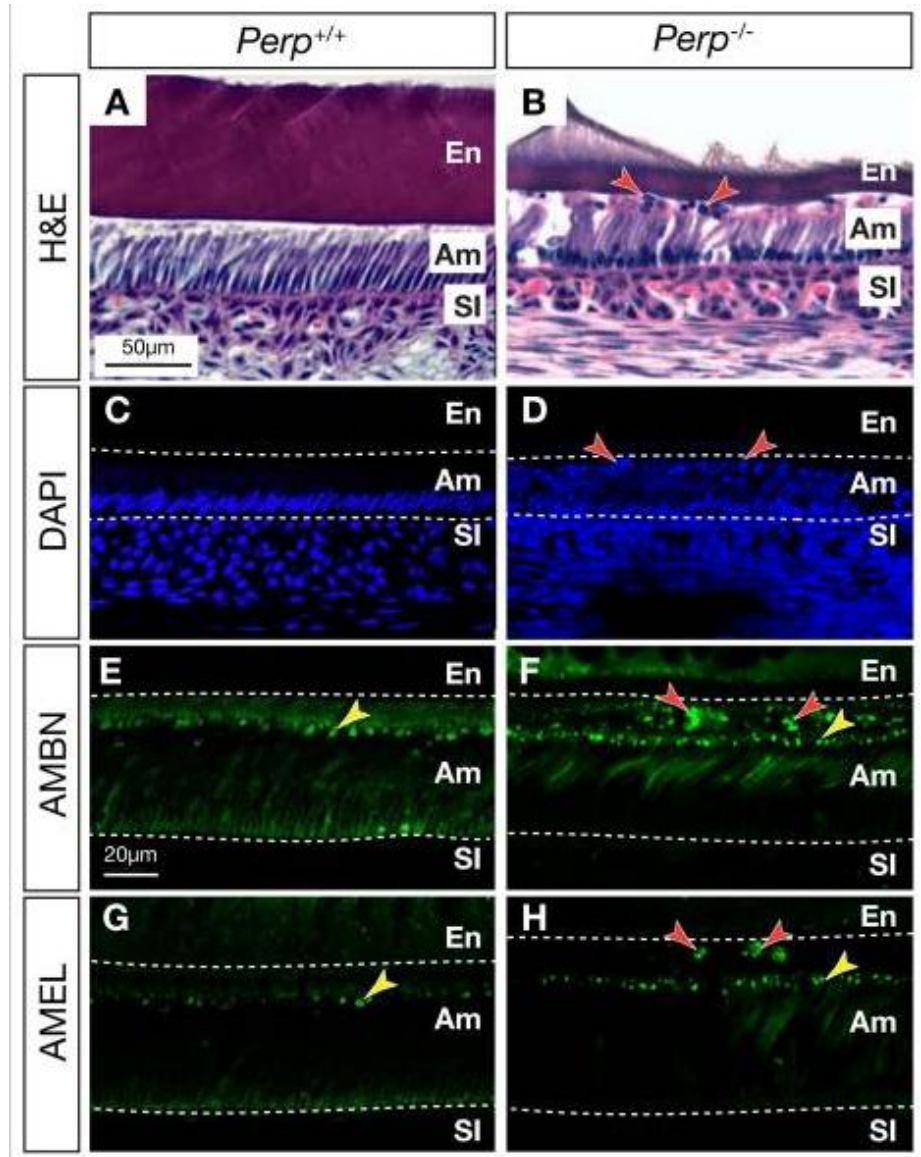 Perp+/+ Perp-/-
H&E
A
En
Am
SI
50µm
B
En
Am
SI
DAPI
C
En
Am
SI
D
En
Am
SI
AMBN
E
En
Am
SI
20µm
F
En
Am
SI
AMEL
G
En
Am
SI
H
En
Am
SI